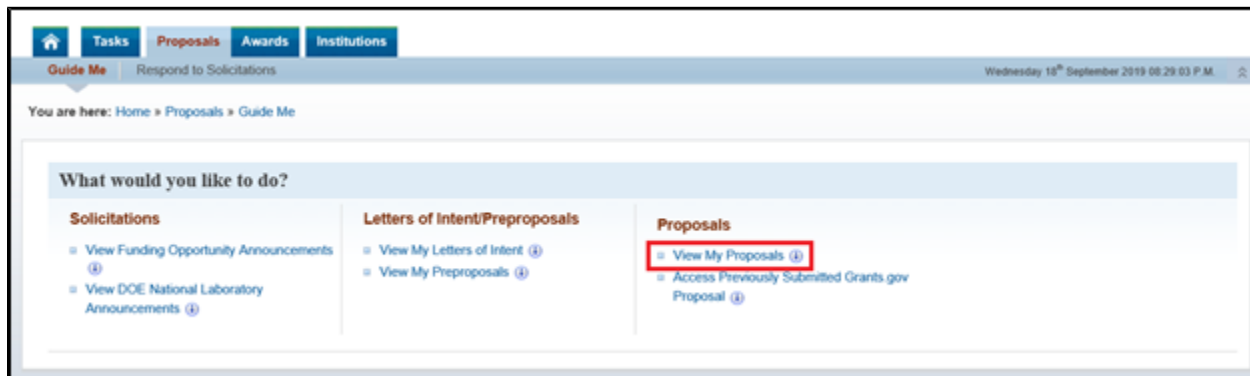 Tasks Proposals Awards Institutions
Guide Me Respond to Solicitations Wednesday 18th September 2019 08:29:03 P.M.
You are here: Home » Proposals » Guide Me
What would you like to do?
Solicitations
View Funding Opportunity Announcements
View DOE National Laboratory
Announcements
Letters of Intent/Preproposals
View My Letters of Intent
View My Preproposals
Proposals
View My Proposals
Access Previously Submitted Grants.gov
Proposal